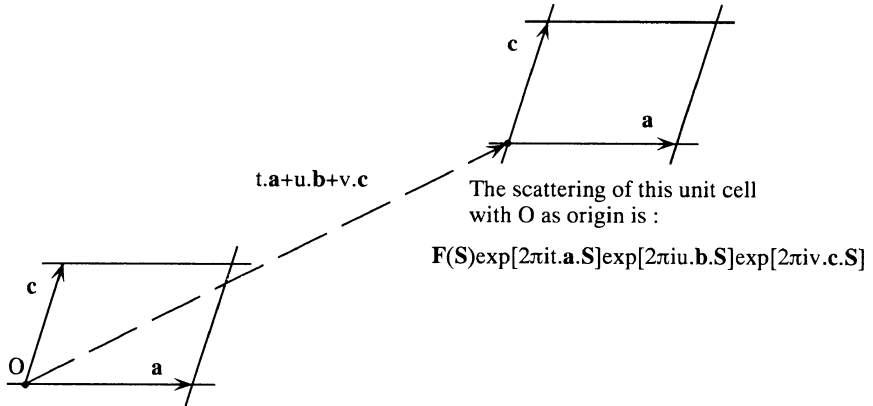 c
a
t.a+u.b+v.c
The scattering of this unit cell
with O as origin is :
F(S)exp[2πit.a.S]exp[2πiu.b.S]exp[2πiv.c.S]
c
O
a